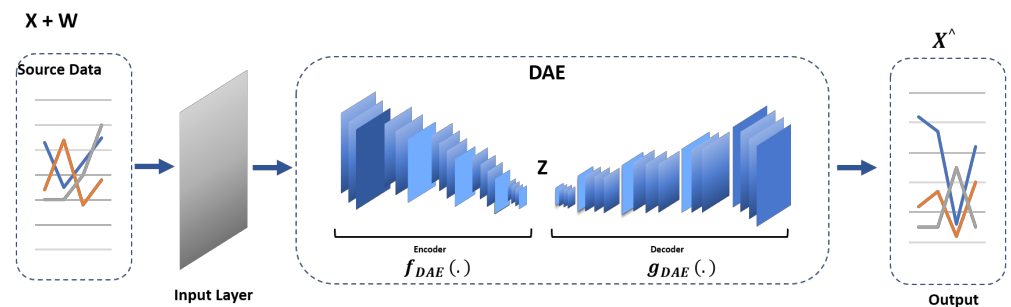 X + W
Source Data
Input Layer
DAE
Z
Encoder
f_DAE (.)
Decoder
g_DAE (.)
X^
Output